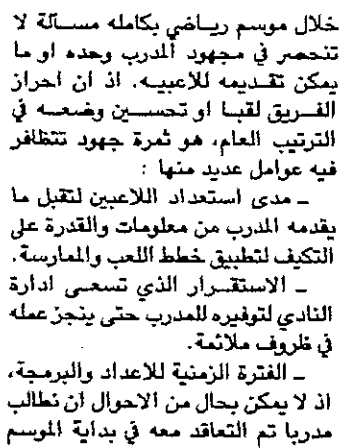 خلال موسم رياضي بكامله مسالة لا
تنحصر في مجهود المدرب وحده او ما
يمكن تقديمه للاعبيه. اذ ان احراز
الفريق لقبا او تحسين وضعه في
الترتيب العام، هو ثمرة جهود تتظافر
فيه عوامل عديد منها :
ـ مدى استعداد اللاعبين لتقبل ما
يقدمه المدرب من معلومات والقدرة على
التكيف لتطبيق خطط اللعب والممارسة.
ـ الاستقرار الذي تسعى ادارة
النادي لتوفيره للمدرب حتى ينجز عمله
في ظروف ملائمة.
ـ الفترة الزمنية للاعداد والبرمجة،
اذ لا يمكن بحال من الاحوال ان نطالب
مدربا تم التعاقد معه في بداية الموسم